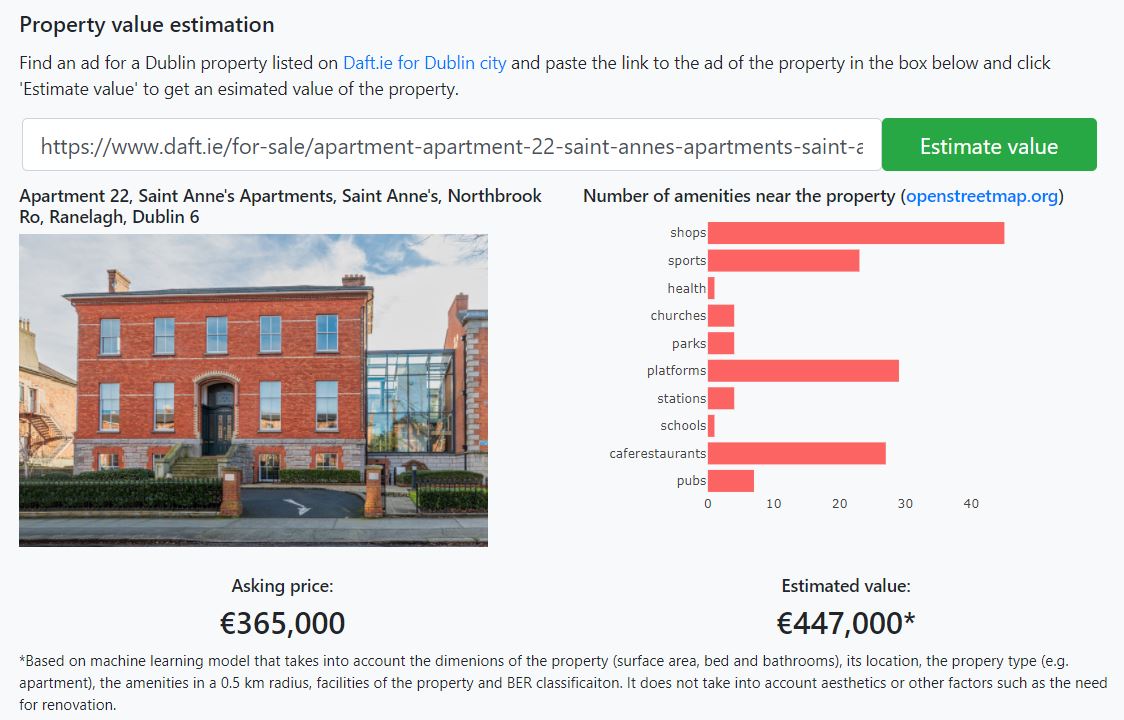 Property value estimation
Find an ad for a Dublin property listed on Daft.ie for Dublin city and paste the link to the ad of the property in the box below and click
'Estimate value' to get an esimated value of the property.
https://www.daft.ie/for-sale/apartment-apartment-22-saint-annes-apartments-saint-a
Estimate value
Apartment 22, Saint Anne's Apartments, Saint Anne's, Northbrook
Ro, Ranelagh, Dublin 6
Number of amenities near the property (openstreetmap.org)
shops
sports
health
churches
parks
platforms
stations
schools
caferestaurants
pubs
0 10 20 30 40
Asking price:
€365,000
Estimated value:
€447,000*
*Based on machine learning model that takes into account the dimenions of the property (surface area, bed and bathrooms), its location, the propery type (e.g.
apartment), the amenities in a 0.5 km radius, facilities of the property and BER classificaiton. It does not take into account aesthetics or other factors such as the need
for renovation.